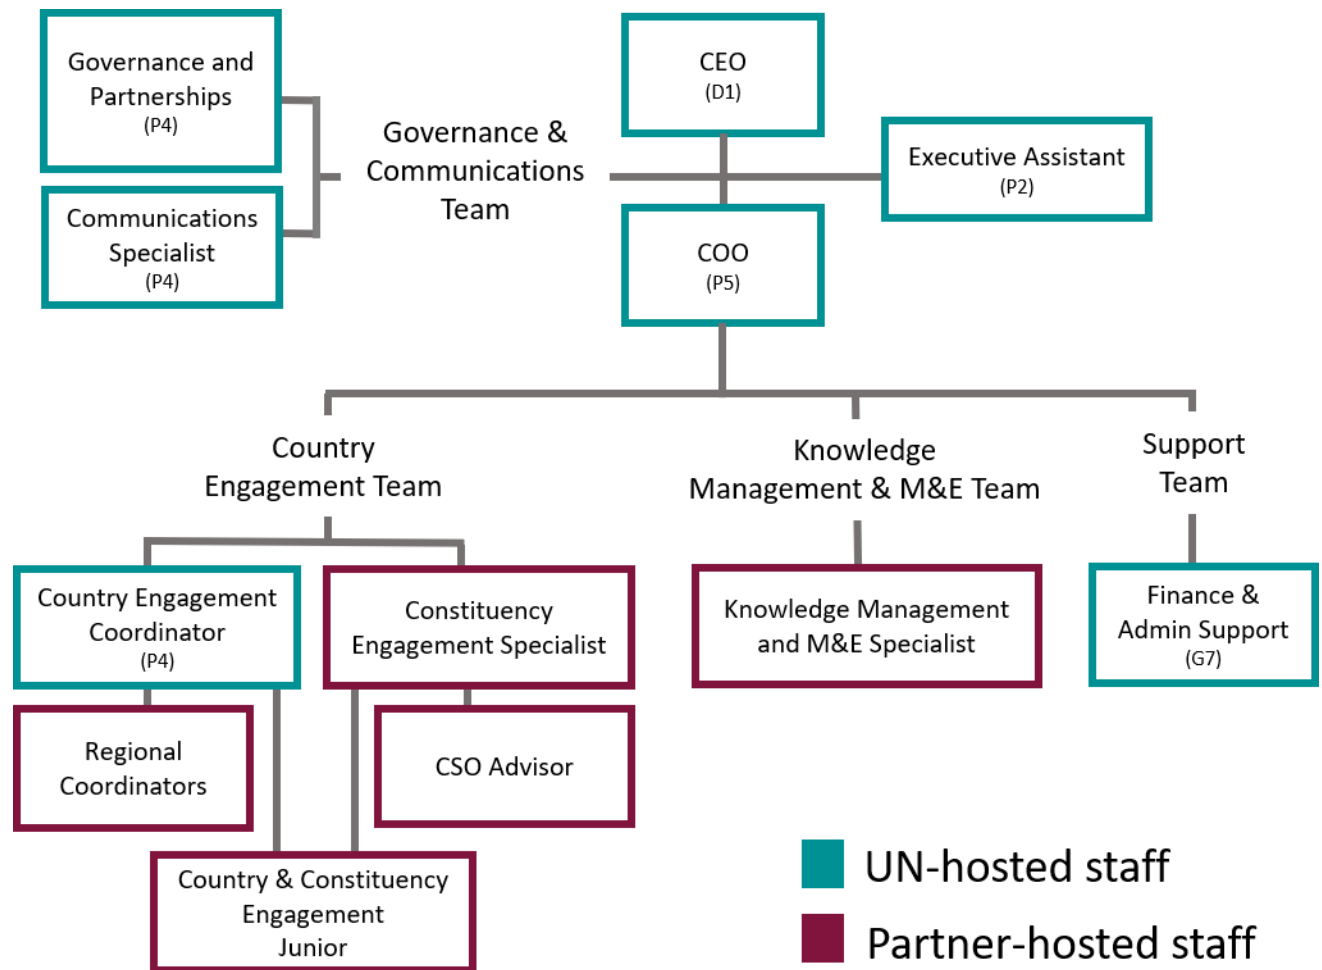 Governance and
Partnerships
(P4)
Communications
Specialist
(P4)
Governance &
Communications
Team
CEO
(D1)
Executive Assistant
(P2)
COO
(P5)
Country
Engagement Team
Knowledge
Management & M&E Team
Support
Team
Country Engagement
Coordinator
(P4)
Constituency
Engagement Specialist
Knowledge Management
and M&E Specialist
Finance &
Admin Support
(G7)
Regional
Coordinators
CSO Advisor
Country & Constituency
Engagement
Junior
UN-hosted staff
Partner-hosted staff